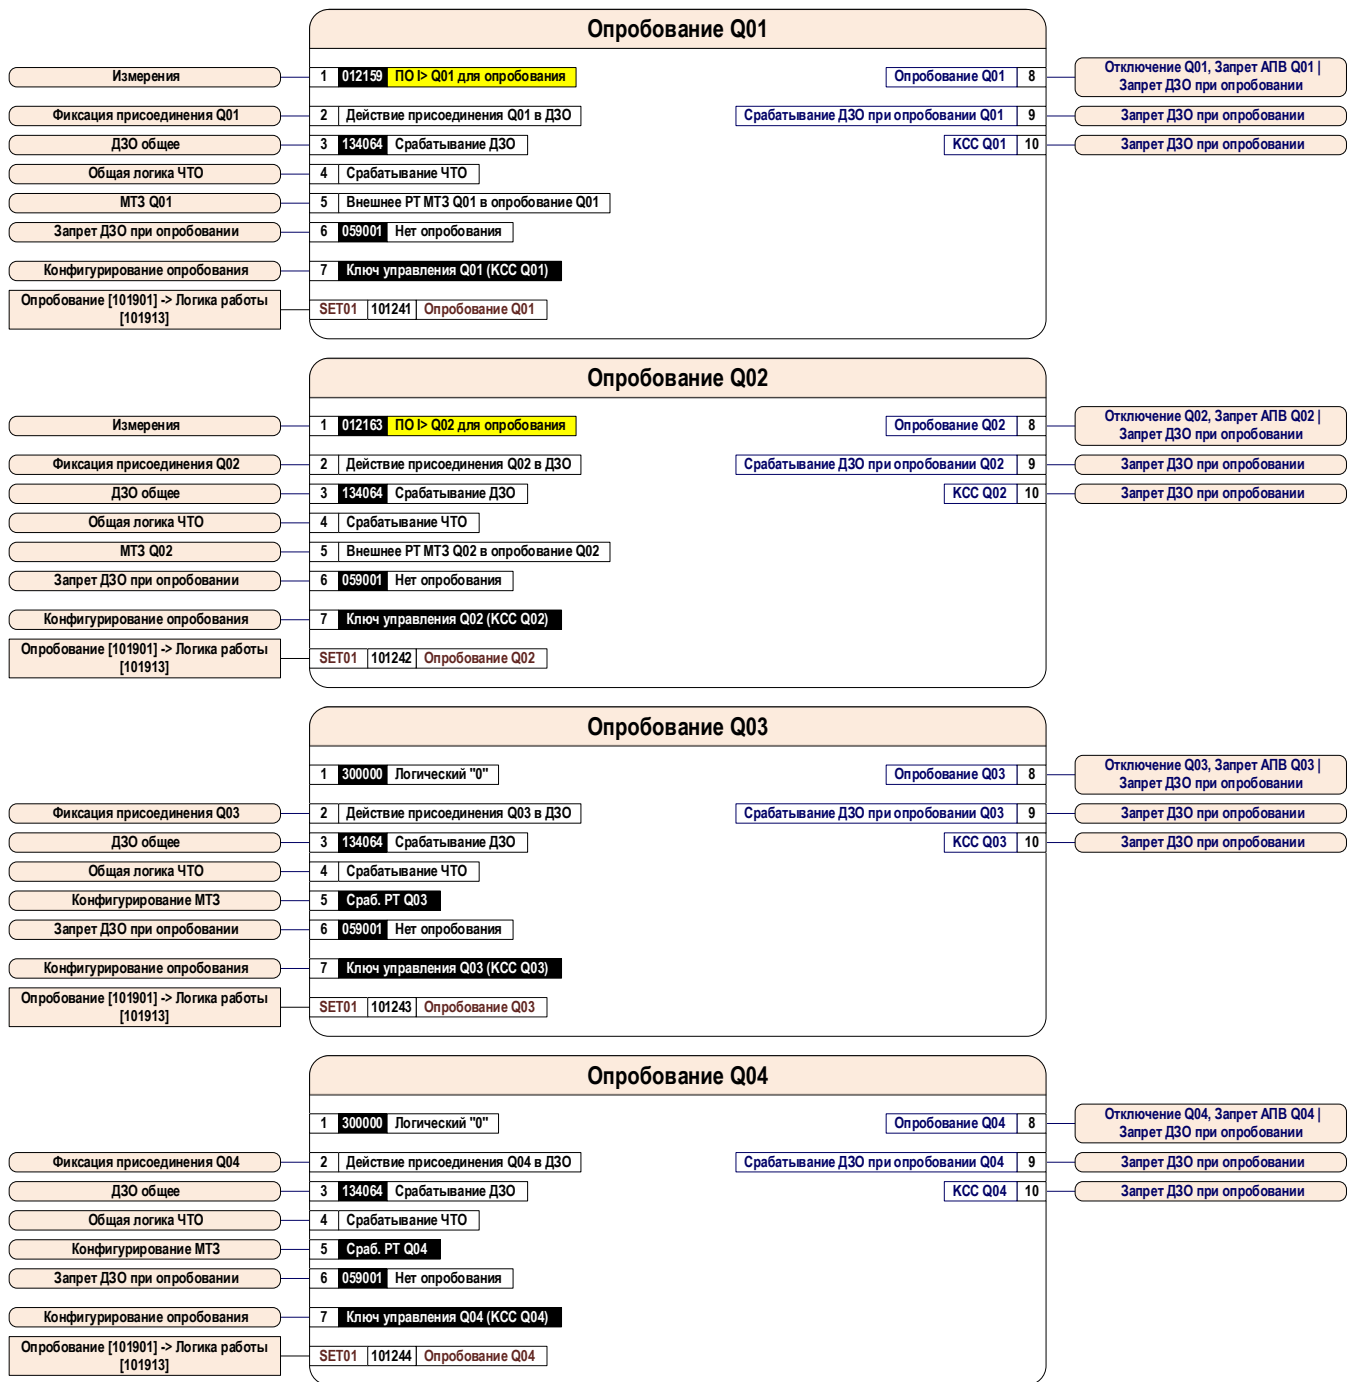 Опробование Q01
Измерения 1 012159 ПО I> Q01 для опробования Опробование Q01 8 Отключение Q01, Запрет АПВ Q01 |
Запрет ДЗО при опробовании
Фиксация присоединения Q01 2 Действие присоединения Q01 в ДЗО Срабатывание ДЗО при опробовании Q01 9 Запрет ДЗО при опробовании
ДЗО общее 3 134064 Срабатывание ДЗО КСС Q01 10 Запрет ДЗО при опробовании
Общая логика ЧТО 4 Срабатывание ЧТО
МТЗ Q01 5 Внешнее РТ МТЗ Q01 в опробование Q01
Запрет ДЗО при опробовании 6 059001 Нет опробования
Конфигурирование опробования 7 Ключ управления Q01 (КСС Q01)
Опробование [101901] -> Логика работы
[101913] SET01 101241 Опробование Q01
Опробование Q02
Измерения 1 012163 ПО I> Q02 для опробования Опробование Q02 8 Отключение Q02, Запрет АПВ Q02 |
Запрет ДЗО при опробовании
Фиксация присоединения Q02 2 Действие присоединения Q02 в ДЗО Срабатывание ДЗО при опробовании Q02 9 Запрет ДЗО при опробовании
ДЗО общее 3 134064 Срабатывание ДЗО КСС Q02 10 Запрет ДЗО при опробовании
Общая логика ЧТО 4 Срабатывание ЧТО
МТЗ Q02 5 Внешнее РТ МТЗ Q02 в опробование Q02
Запрет ДЗО при опробовании 6 059001 Нет опробования
Конфигурирование опробования 7 Ключ управления Q02 (КСС Q02)
Опробование [101901] -> Логика работы
[101913] SET01 101242 Опробование Q02
Опробование Q03
1 300000 Логический "0" Опробование Q03 8 Отключение Q03, Запрет АПВ Q03 |
Запрет ДЗО при опробовании
Фиксация присоединения Q03 2 Действие присоединения Q03 в ДЗО Срабатывание ДЗО при опробовании Q03 9 Запрет ДЗО при опробовании
ДЗО общее 3 134064 Срабатывание ДЗО КСС Q03 10 Запрет ДЗО при опробовании
Общая логика ЧТО 4 Срабатывание ЧТО
Конфигурирование МТЗ 5 Сраб. РТ Q03
Запрет ДЗО при опробовании 6 059001 Нет опробования
Конфигурирование опробования 7 Ключ управления Q03 (КСС Q03)
Опробование [101901] -> Логика работы
[101913] SET01 101243 Опробование Q03
Опробование Q04
1 300000 Логический "0" Опробование Q04 8 Отключение Q04, Запрет АПВ Q04 |
Запрет ДЗО при опробовании
Фиксация присоединения Q04 2 Действие присоединения Q04 в ДЗО Срабатывание ДЗО при опробовании Q04 9 Запрет ДЗО при опробовании
ДЗО общее 3 134064 Срабатывание ДЗО КСС Q04 10 Запрет ДЗО при опробовании
Общая логика ЧТО 4 Срабатывание ЧТО
Конфигурирование МТЗ 5 Сраб. РТ Q04
Запрет ДЗО при опробовании 6 059001 Нет опробования
Конфигурирование опробования 7 Ключ управления Q04 (КСС Q04)
Опробование [101901] -> Логика работы
[101913] SET01 101244 Опробование Q04